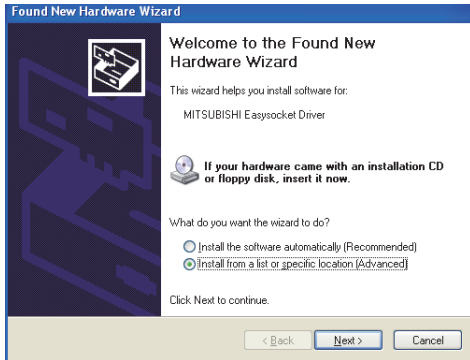 Found New Hardware Wizard
Welcome to the Found New
Hardware Wizard
This wizard helps you install software for:
MITSUBISHI Easysocket Driver
If your hardware came with an installation CD
or floppy disk, insert it now.
What do you want the wizard to do?
Install the software automatically (Recommended)
Install from a list or specific location (Advanced)
Click Next to continue.
< Back Next > Cancel